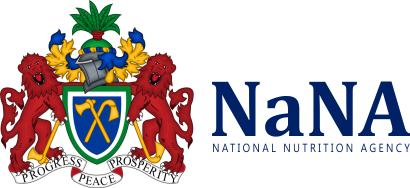 PROGRESS PEACE PROSPERITY
NaNA
NATIONAL NUTRITION AGENCY